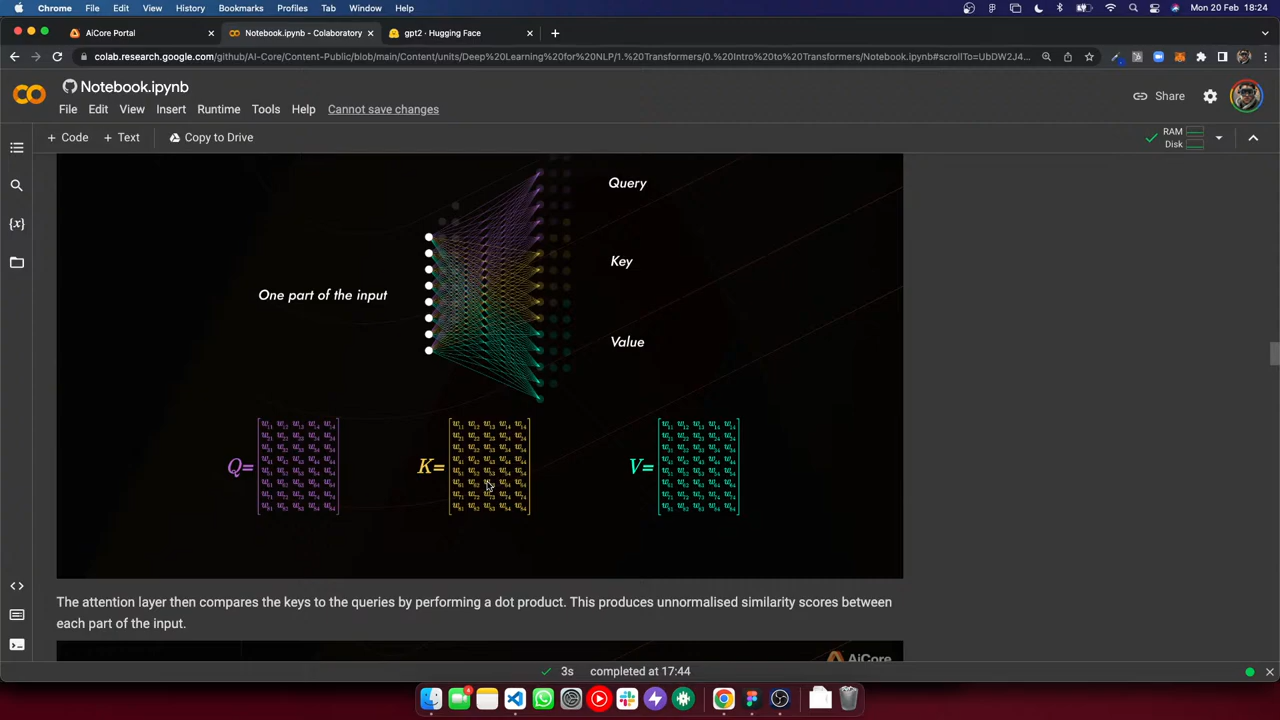 Chrome File Edit View History Bookmarks Profiles Tab Window Help Mon 20 Feb 18:24
AiCore Portal Notebook.ipynb - Colaboratory gpt2 · Hugging Face
colab.research.google.com/github/AI-Core/Content-Public/blob/main/Content/units/Deep%20Learning%20for%20NLP/1.%20Transformers/0.%20Intro%20to%20Transformers/Notebook.ipynb#scrollTo=UbDW2J4...
Notebook.ipynb
Share
File Edit View Insert Runtime Tools Help Cannot save changes
+ Code + Text Copy to Drive
RAM
Disk
Query
Key
One part of the input
Value
Q=
K=
V=
The attention layer then compares the keys to the queries by performing a dot product. This produces unnormalised similarity scores between
each part of the input.
AiCore
3s completed at 17:44
4